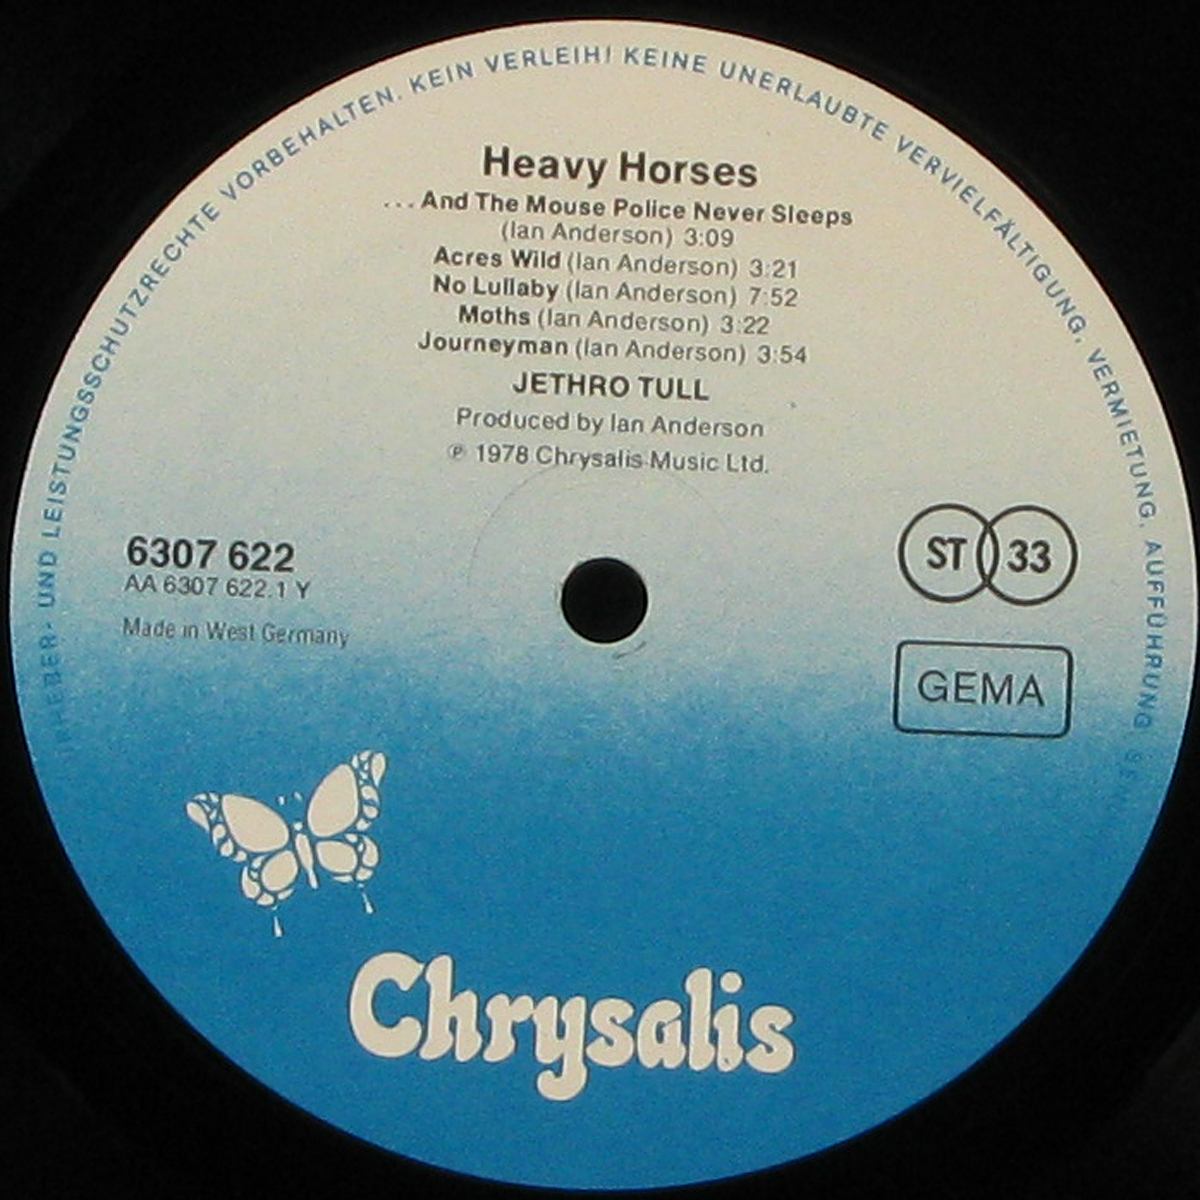 URHEBER- UND LEISTUNGSSCHUTZRECHTE VORBEHALTEN. KEIN VERLEIH! KEINE UNERLAUBTE VERVIELFÄLTIGUNG, VERMIETUNG, AUFFÜHRUNG
Heavy Horses
...And The Mouse Police Never Sleeps
(Ian Anderson) 3:09
Acres Wild (Ian Anderson) 3:21
No Lullaby (Ian Anderson) 7:52
Moths (Ian Anderson) 3:22
Journeyman (Ian Anderson) 3:54
JETHRO TULL
Produced by Ian Anderson
℗ 1978 Chrysalis Music Ltd.
6307 622
AA 6307 622.1 Y
Made in West Germany
ST 33
GEMA
Chrysalis